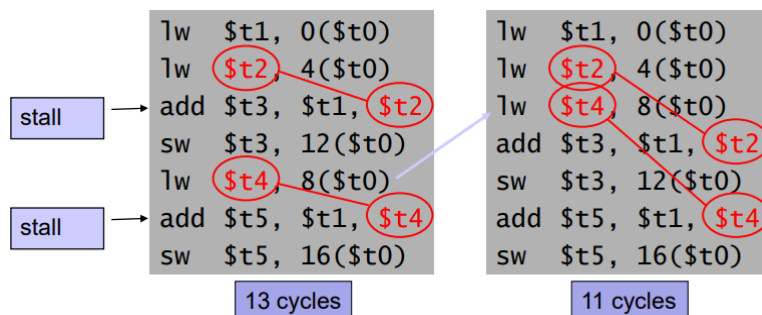 lw $t1, 0($t0)
lw $t2, 4($t0)
stall
add $t3, $t1, $t2
sw $t3, 12($t0)
lw $t4, 8($t0)
stall
add $t5, $t1, $t4
sw $t5, 16($t0)
13 cycles
lw $t1, 0($t0)
lw $t2, 4($t0)
lw $t4, 8($t0)
add $t3, $t1, $t2
sw $t3, 12($t0)
add $t5, $t1, $t4
sw $t5, 16($t0)
11 cycles